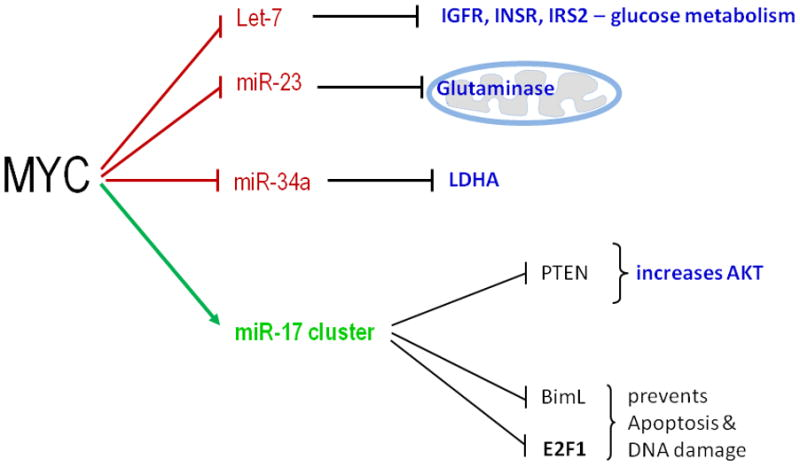 Let-7 IGFR, INSR, IRS2 – glucose metabolism
miR-23 Glutaminase
MYC
miR-34a LDHA
PTEN increases AKT
miR-17 cluster
BimL prevents
Apoptosis &
E2F1 DNA damage